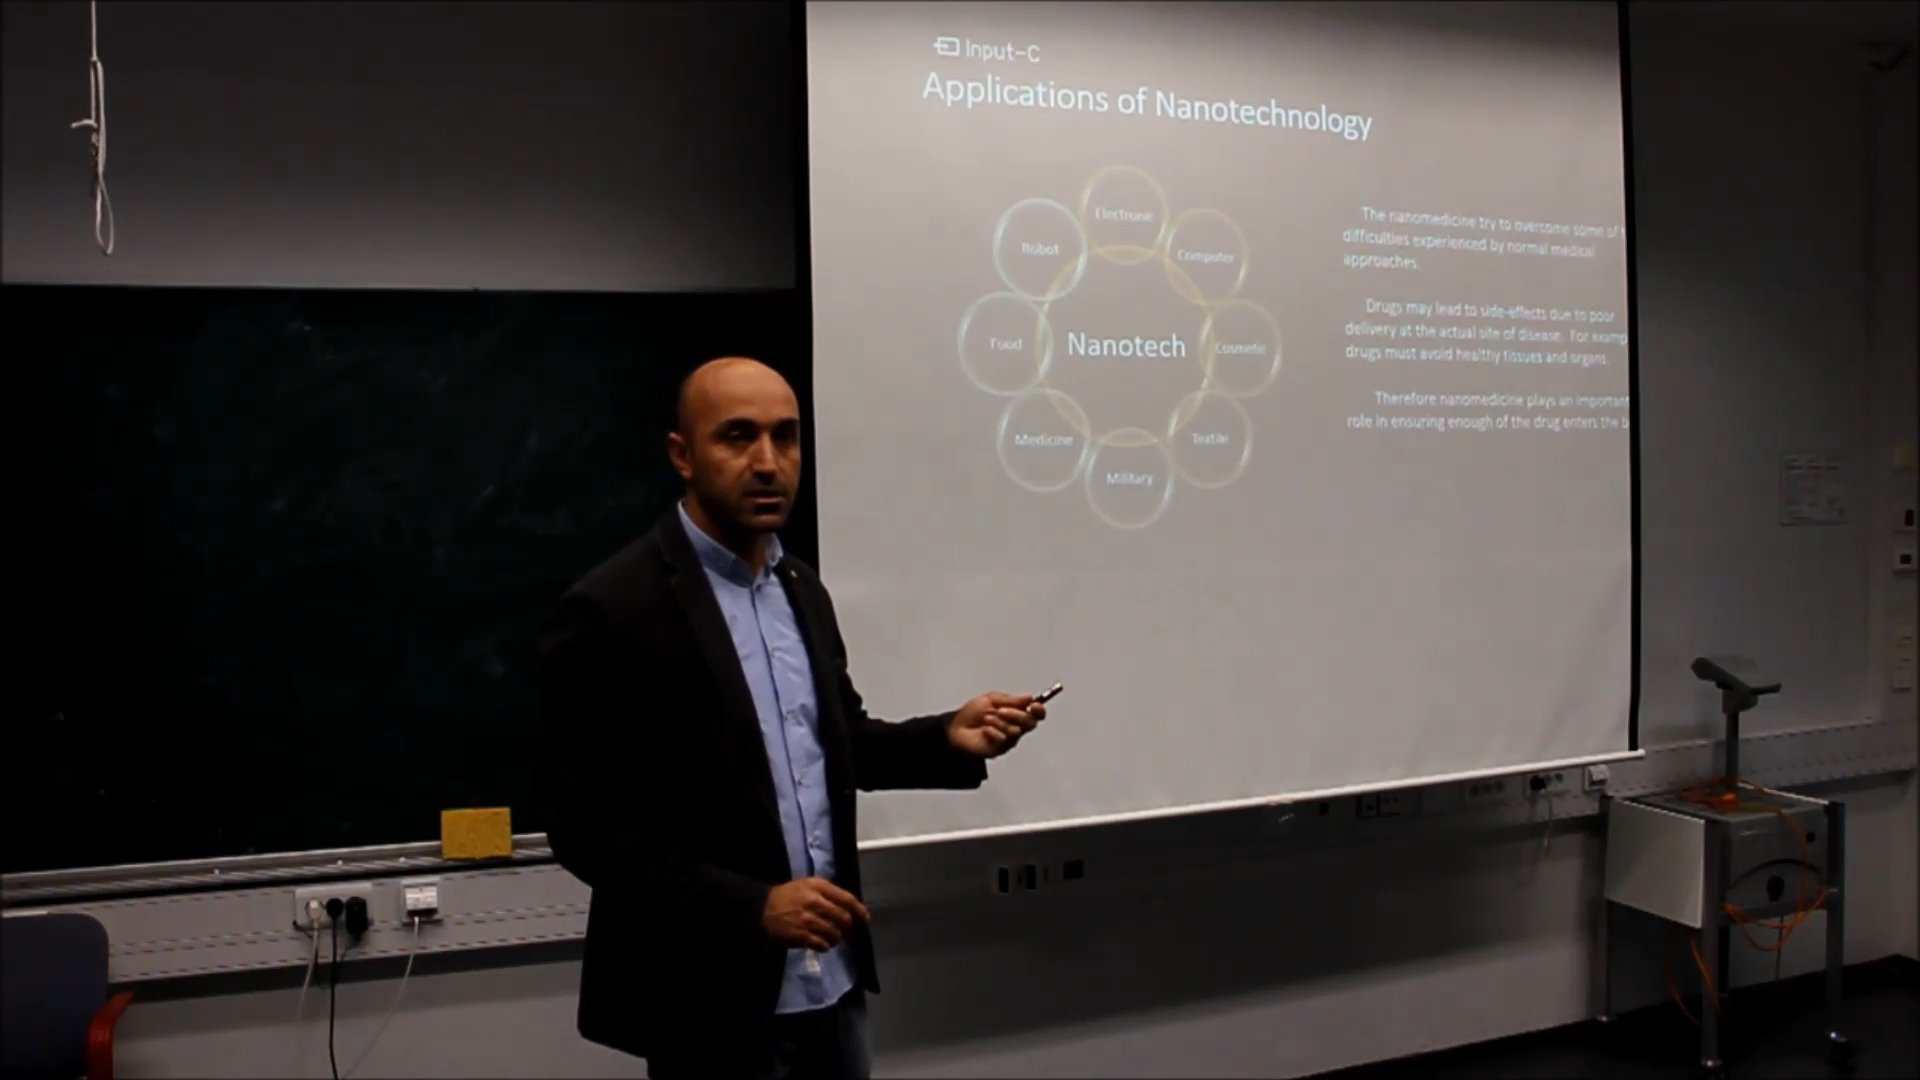 Input-C
Applications of Nanotechnology
Electronic
Robot
Computer
Food
Nanotech
Cosmetic
Medicine
Textile
Military
The nanomedicine try to overcome some of
difficulties experienced by normal medical
approaches.
Drugs may lead to side-effects due to poor
delivery at the actual site of disease. For examp
drugs must avoid healthy tissues and organs.
Therefore nanomedicine plays an important
role in ensuring enough of the drug enters the b